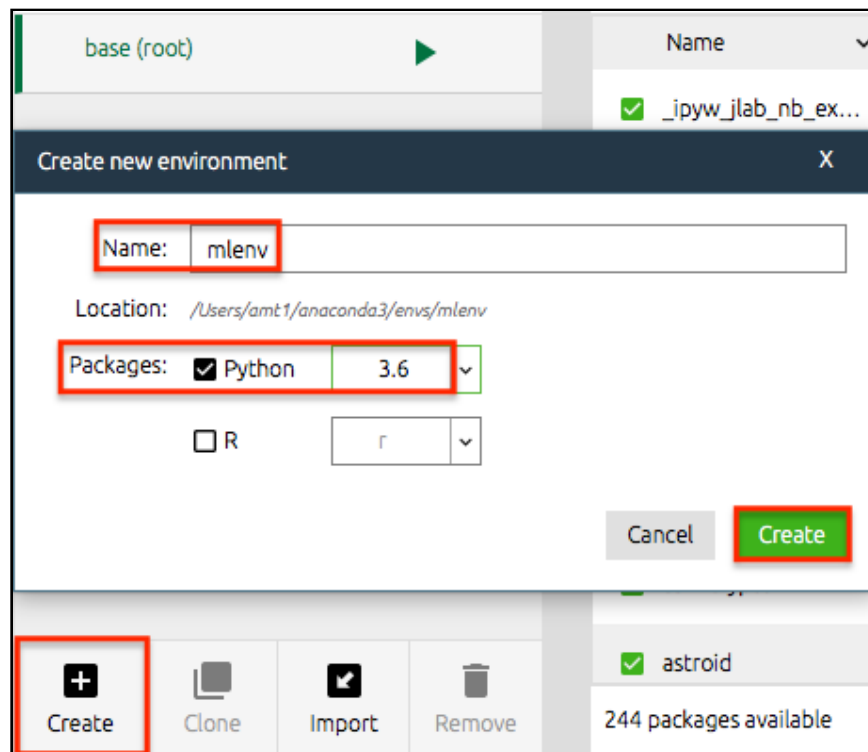 base (root)
Name
_ipyw_jlab_nb_ex...
Create new environment X
Name: mlenv
Location: /Users/amt1/anaconda3/envs/mlenv
Packages: Python 3.6
R r
Cancel Create
astroid
Create Clone Import Remove
244 packages available